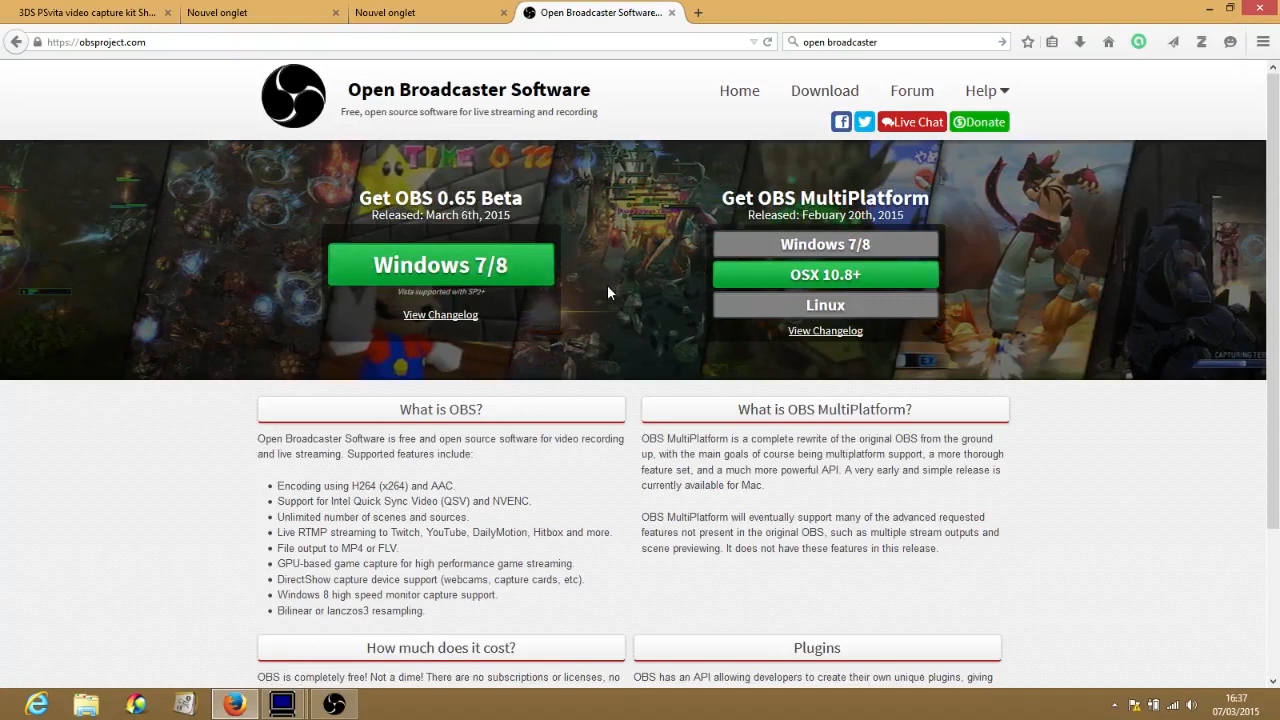 3DS PSvita video capture kit Sh...
Nouvel onglet
Nouvel onglet
Open Broadcaster Software...
https://obsproject.com
open broadcaster
Open Broadcaster Software
Free, open source software for live streaming and recording
Home
Download
Forum
Help
Live Chat
Donate
TIME 0
Get OBS 0.65 Beta
Released: March 6th, 2015
Windows 7/8
Vista supported with SP2+
View Changelog
Get OBS MultiPlatform
Released: Febuary 20th, 2015
Windows 7/8
OSX 10.8+
Linux
View Changelog
EX
What is OBS?
Open Broadcaster Software is free and open source software for video recording
and live streaming. Supported features include:
Encoding using H264 (x264) and AAC.
Support for Intel Quick Sync Video (QSV) and NVENC.
Unlimited number of scenes and sources.
Live RTMP streaming to Twitch, YouTube, DailyMotion, Hitbox and more.
File output to MP4 or FLV.
GPU-based game capture for high performance game streaming.
DirectShow capture device support (webcams, capture cards, etc).
Windows 8 high speed monitor capture support.
Bilinear or lanczos3 resampling.
What is OBS MultiPlatform?
OBS MultiPlatform is a complete rewrite of the original OBS from the ground
up, with the main goals of course being multiplatform support, a more thorough
feature set, and a much more powerful API. A very early and simple release is
currently available for Mac.
OBS MultiPlatform will eventually support many of the advanced requested
features not present in the original OBS, such as multiple stream outputs and
scene previewing. It does not have these features in this release.
How much does it cost?
OBS is completely free! Not a dime! There are no subscriptions or licenses, no
Plugins
OBS has an API allowing developers to create their own unique plugins, giving
16:37
07/03/2015